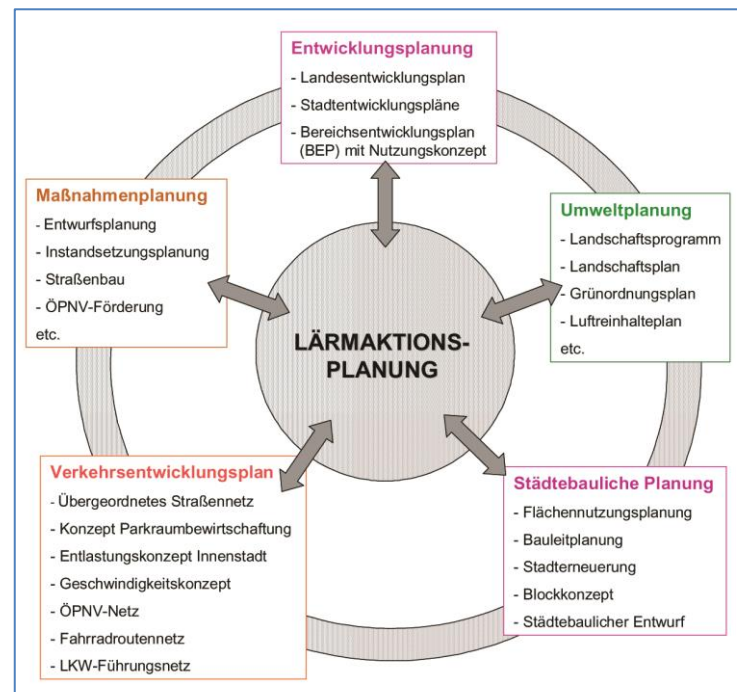 Entwicklungsplanung
- Landesentwicklungsplan
- Stadtentwicklungspläne
- Bereichsentwicklungsplan
(BEP) mit Nutzungskonzept
Maßnahmenplanung
- Entwurfsplanung
- Instandsetzungsplanung
- Straßenbau
- ÖPNV-Förderung
etc.
Umweltplanung
- Landschaftsprogramm
- Landschaftsplan
- Grünordnungsplan
- Luftreinhalteplan
etc.
LÄRMAKTIONS-
PLANUNG
Verkehrsentwicklungsplan
- Übergeordnetes Straßennetz
- Konzept Parkraumbewirtschaftung
- Entlastungskonzept Innenstadt
- Geschwindigkeitskonzept
- ÖPNV-Netz
- Fahrradroutennetz
- LKW-Führungsnetz
Städtebauliche Planung
- Flächennutzungsplanung
- Bauleitplanung
- Stadterneuerung
- Blockkonzept
- Städtebaulicher Entwurf